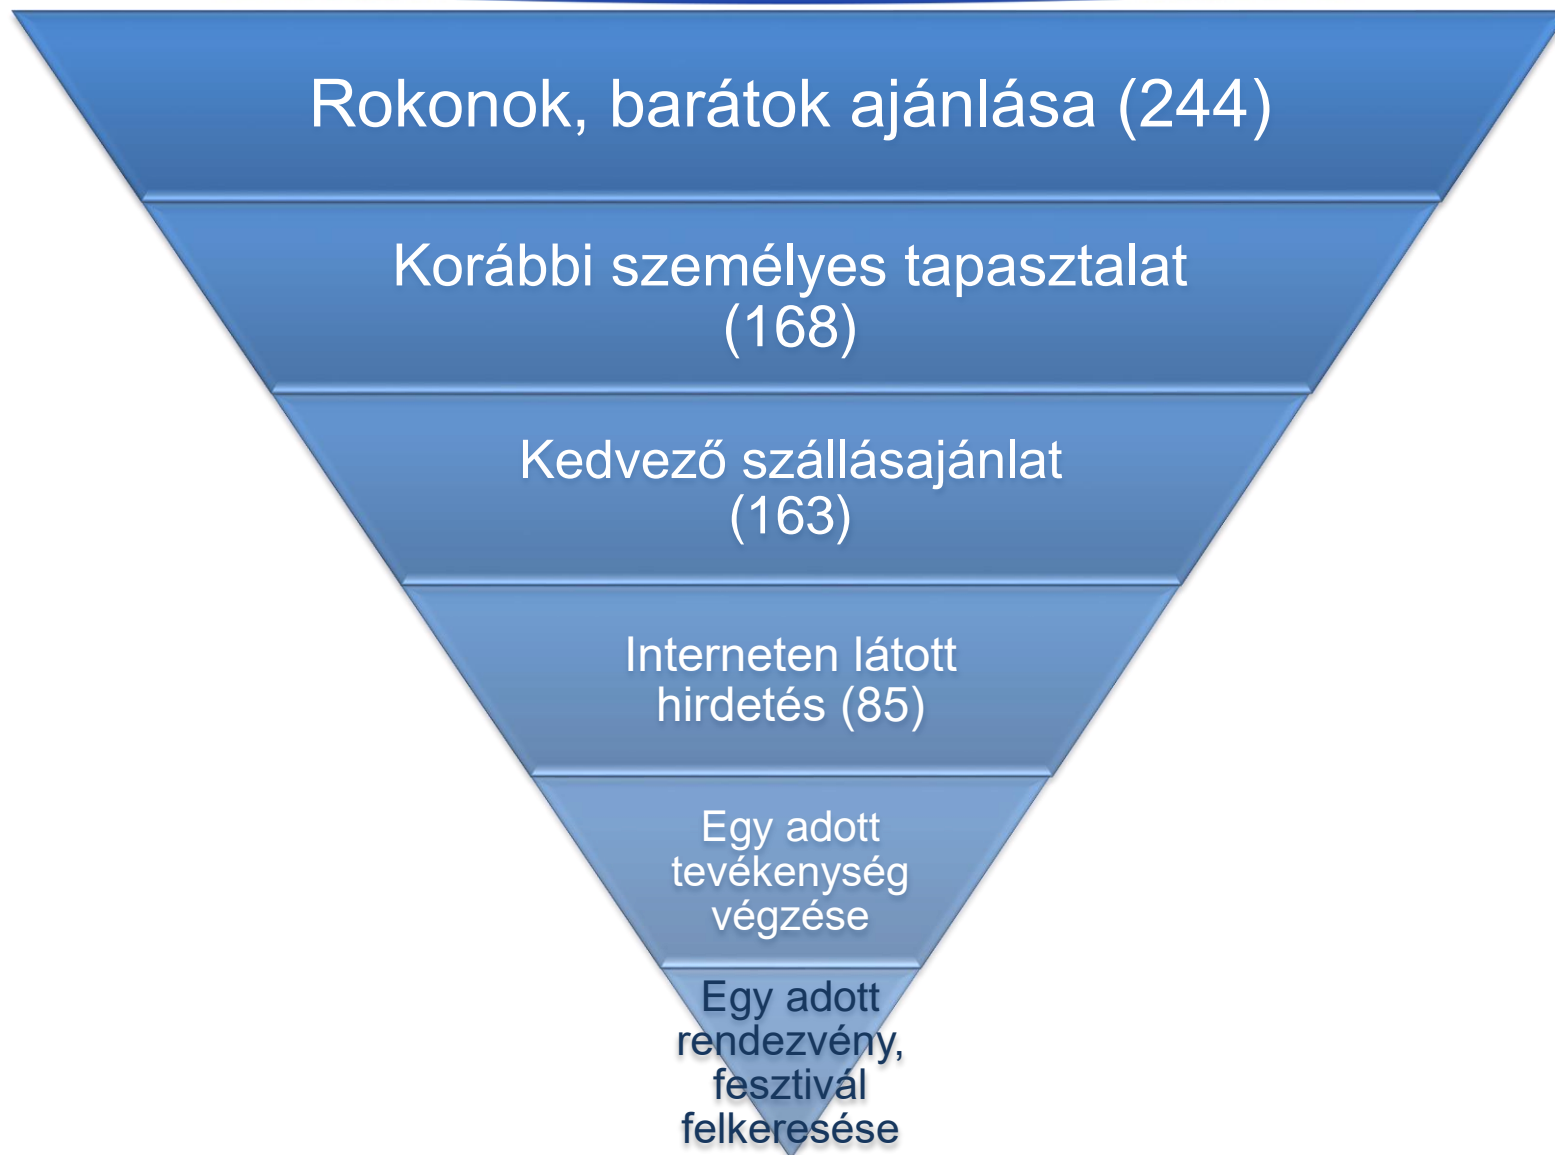 Rokonok, barátok ajánlása (244)
Korábbi személyes tapasztalat
(168)
Kedvező szállásajánlat
(163)
Interneten látott
hirdetés (85)
Egy adott
tevékenység
végzése
Egy adott
rendezvény,
fesztivál
felkeresése